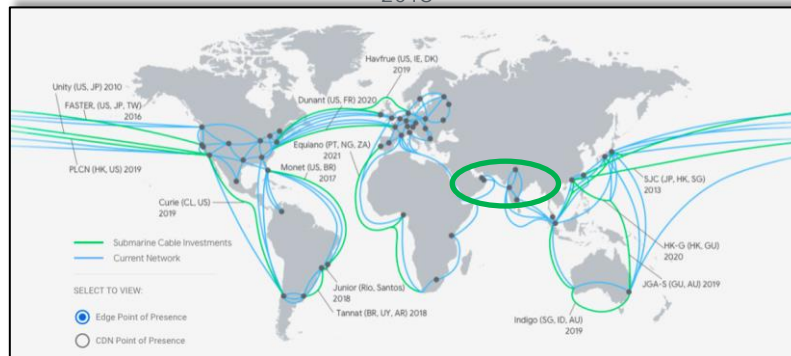 Havfrue (US, IE, DK)
2019
Unity (US, JP) 2010
FASTER, (US, JP, TW)
2016
Dunant (US, FR) 2020
Equiano (PT, NG, ZA)
2021
PLCN (HK, US) 2019
Monet (US, BR)
2017
SJC (JP, HK, SG)
2013
Curie (CL, US)
2019
Submarine Cable Investments
Current Network
HK-G (HK, GU)
2020
SELECT TO VIEW:
Junior (Rio, Santos)
2018
JGA-S (GU, AU) 2019
Edge Point of Presence
Tannat (BR, UY, AR) 2018
Indigo (SG, ID, AU)
2019
CDN Point of Presence